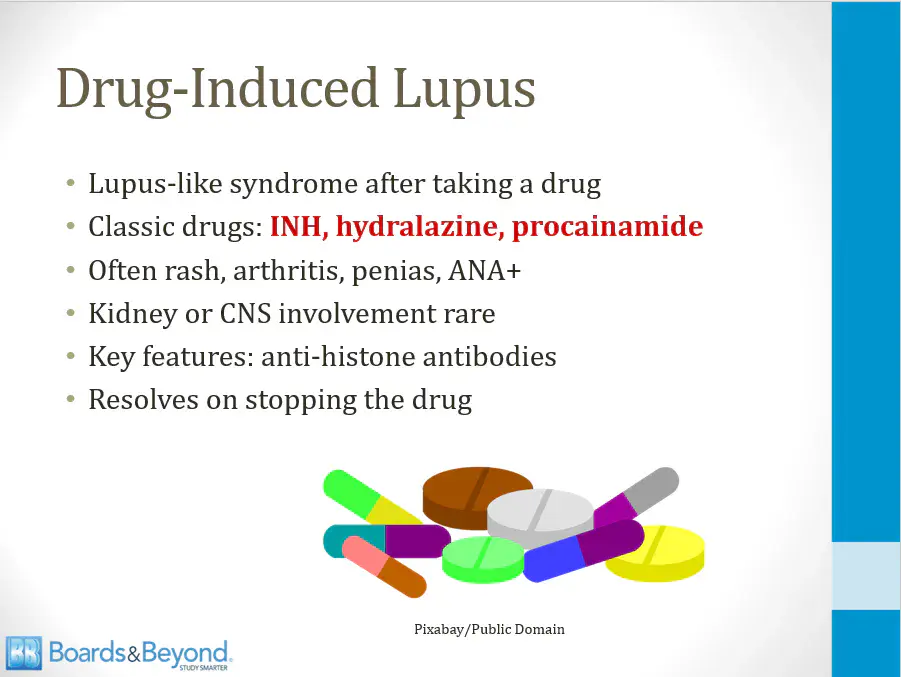 Drug-Induced Lupus
• Lupus-like syndrome after taking a drug
• Classic drugs: INH, hydralazine, procainamide
• Often rash, arthritis, penias, ANA+
• Kidney or CNS involvement rare
• Key features: anti-histone antibodies
• Resolves on stopping the drug
Pixabay/Public Domain
BB Boards&Beyond.
STUDY SMARTER